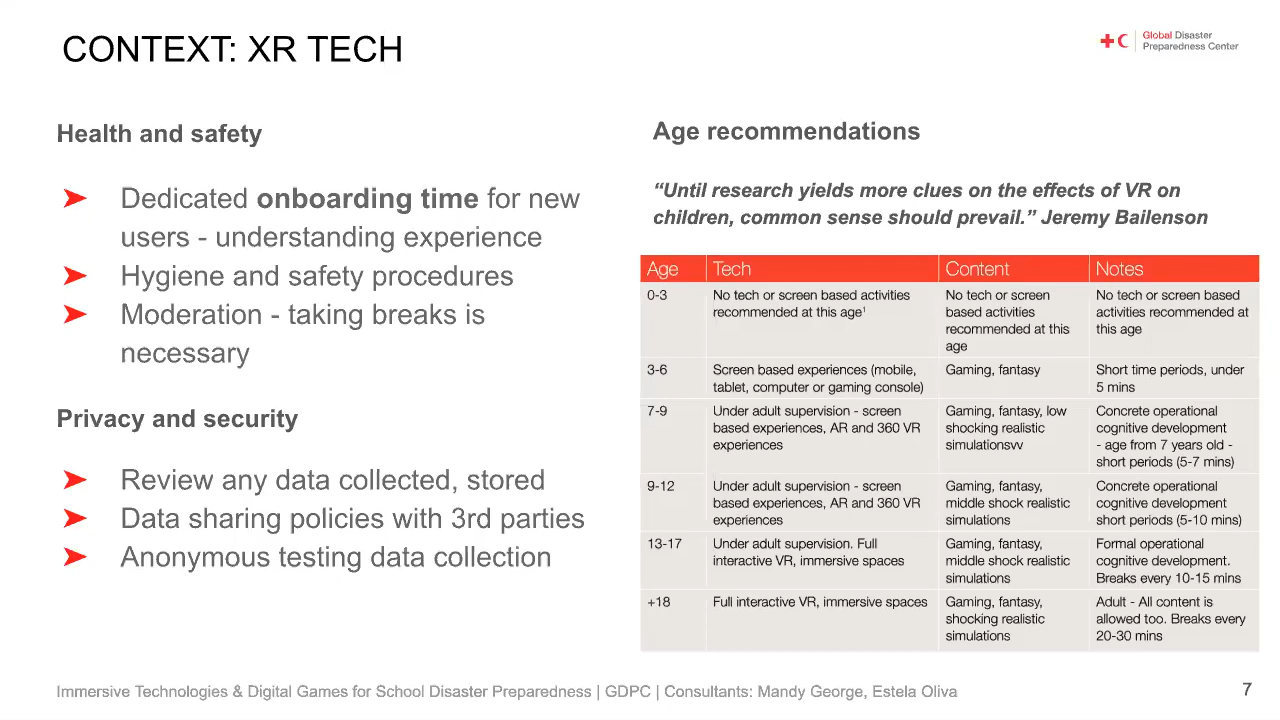 CONTEXT: XR TECH
Global Disaster
Preparedness Center
Health and safety
➤ Dedicated onboarding time for new
users - understanding experience
➤ Hygiene and safety procedures
➤ Moderation - taking breaks is
necessary
Privacy and security
➤ Review any data collected, stored
➤ Data sharing policies with 3rd parties
➤ Anonymous testing data collection
Age recommendations
“Until research yields more clues on the effects of VR on
children, common sense should prevail.” Jeremy Bailenson
Age Tech Content Notes
0-3
No tech or screen based activities
recommended at this age¹
No tech or screen
based activities
recommended at this
age
No tech or screen based
activities recommended at
this age
3-6
Screen based experiences (mobile,
tablet, computer or gaming console)
Gaming, fantasy
Short time periods, under
5 mins
7-9
Under adult supervision - screen
based experiences, AR and 360 VR
experiences
Gaming, fantasy, low
shocking realistic
simulationsvv
Concrete operational
cognitive development
- age from 7 years old -
short periods (5-7 mins)
9-12
Under adult supervision - screen
based experiences, AR and 360 VR
experiences
Gaming, fantasy,
middle shock realistic
simulations
Concrete operational
cognitive development
short periods (5-10 mins)
13-17
Under adult supervision. Full
interactive VR, immersive spaces
Gaming, fantasy,
middle shock realistic
simulations
Formal operational
cognitive development.
Breaks every 10-15 mins
+18
Full interactive VR, immersive spaces
Gaming, fantasy,
shocking realistic
simulations
Adult - All content is
allowed too. Breaks every
20-30 mins
Immersive Technologies & Digital Games for School Disaster Preparedness | GDPC | Consultants: Mandy George, Estela Oliva
7